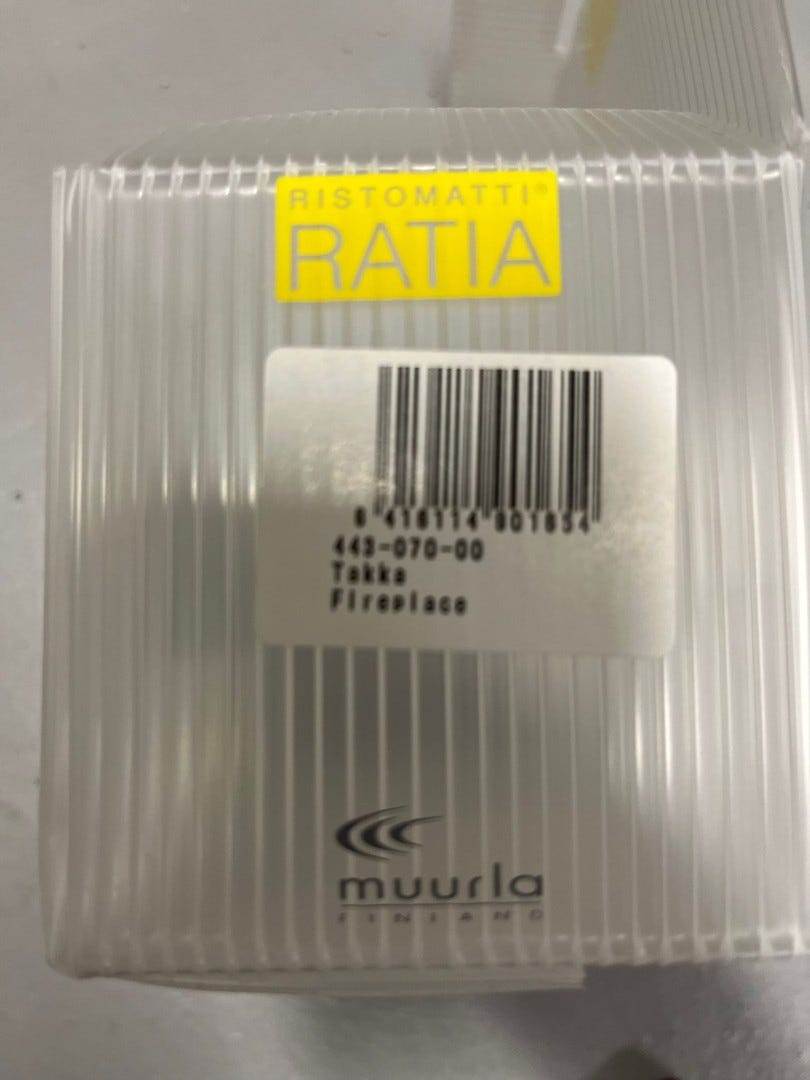 RISTOMATTI®
RATIA
6 416114 901654
443-070-00
Takka
Fireplace
muurla
FINLAND